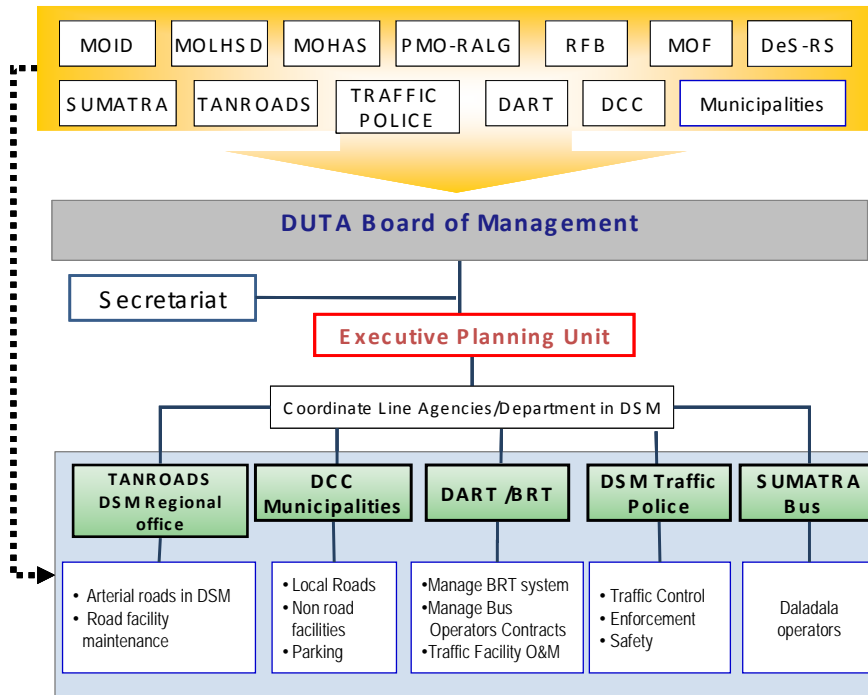 MOID
MOLHSD
MOHAS
PMO-RALG
RFB
MOF
DeS-RS
SUMATRA
TANROADS
TRAFFIC
POLICE
DART
DCC
Municipalities
DUTA Board of Management
Secretariat
Executive Planning Unit
Coordinate Line Agencies/Department in DSM
TANROADS
DSM Regional
office
DCC
Municipalities
DART /BRT
DSM Traffic
Police
SUMATRA
Bus
• Arterial roads in DSM
• Road facility
maintenance
• Local Roads
• Non road
facilities
• Parking
• Manage BRT system
• Manage Bus
Operators Contracts
• Traffic Facility O&M
• Traffic Control
• Enforcement
• Safety
Daladala
operators